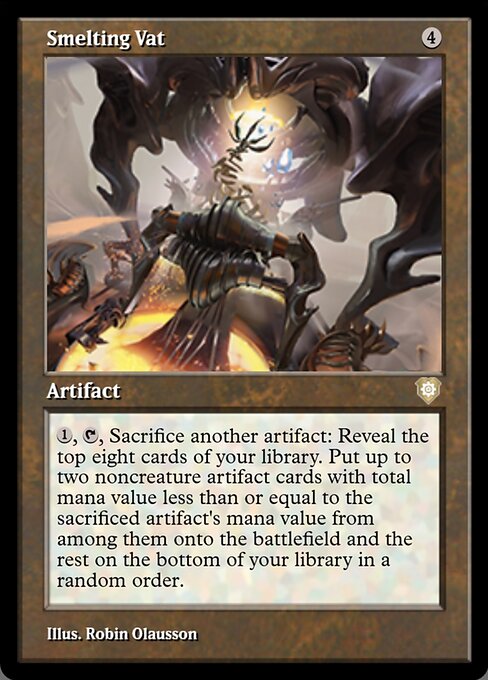 Smelting Vat 4
Artifact
1, T, Sacrifice another artifact: Reveal the
top eight cards of your library. Put up to
two noncreature artifact cards with total
mana value less than or equal to the
sacrificed artifact's mana value from
among them onto the battlefield and the
rest on the bottom of your library in a
random order.
Illus. Robin Olausson